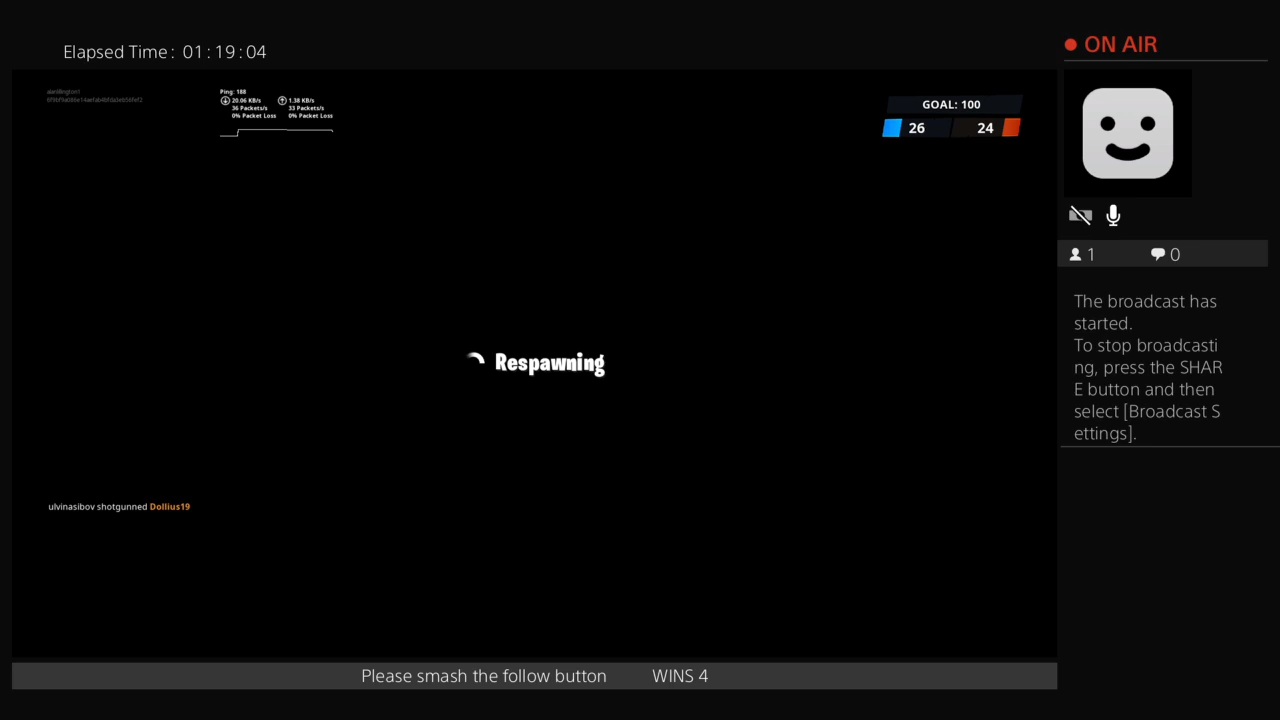 Elapsed Time: 01:19:04
ON AIR
Ping: 188
20.06 KB/s 1.38 KB/s
36 Packets/s 33 Packets/s
0% Packet Loss 0% Packet Loss
GOAL: 100
26 24
1 0
The broadcast has
started.
To stop broadcasti
ng, press the SHAR
E button and then
select [Broadcast S
ettings].
Respawning
ulvinasibov shotgunned Dollius19
Please smash the follow button WINS 4